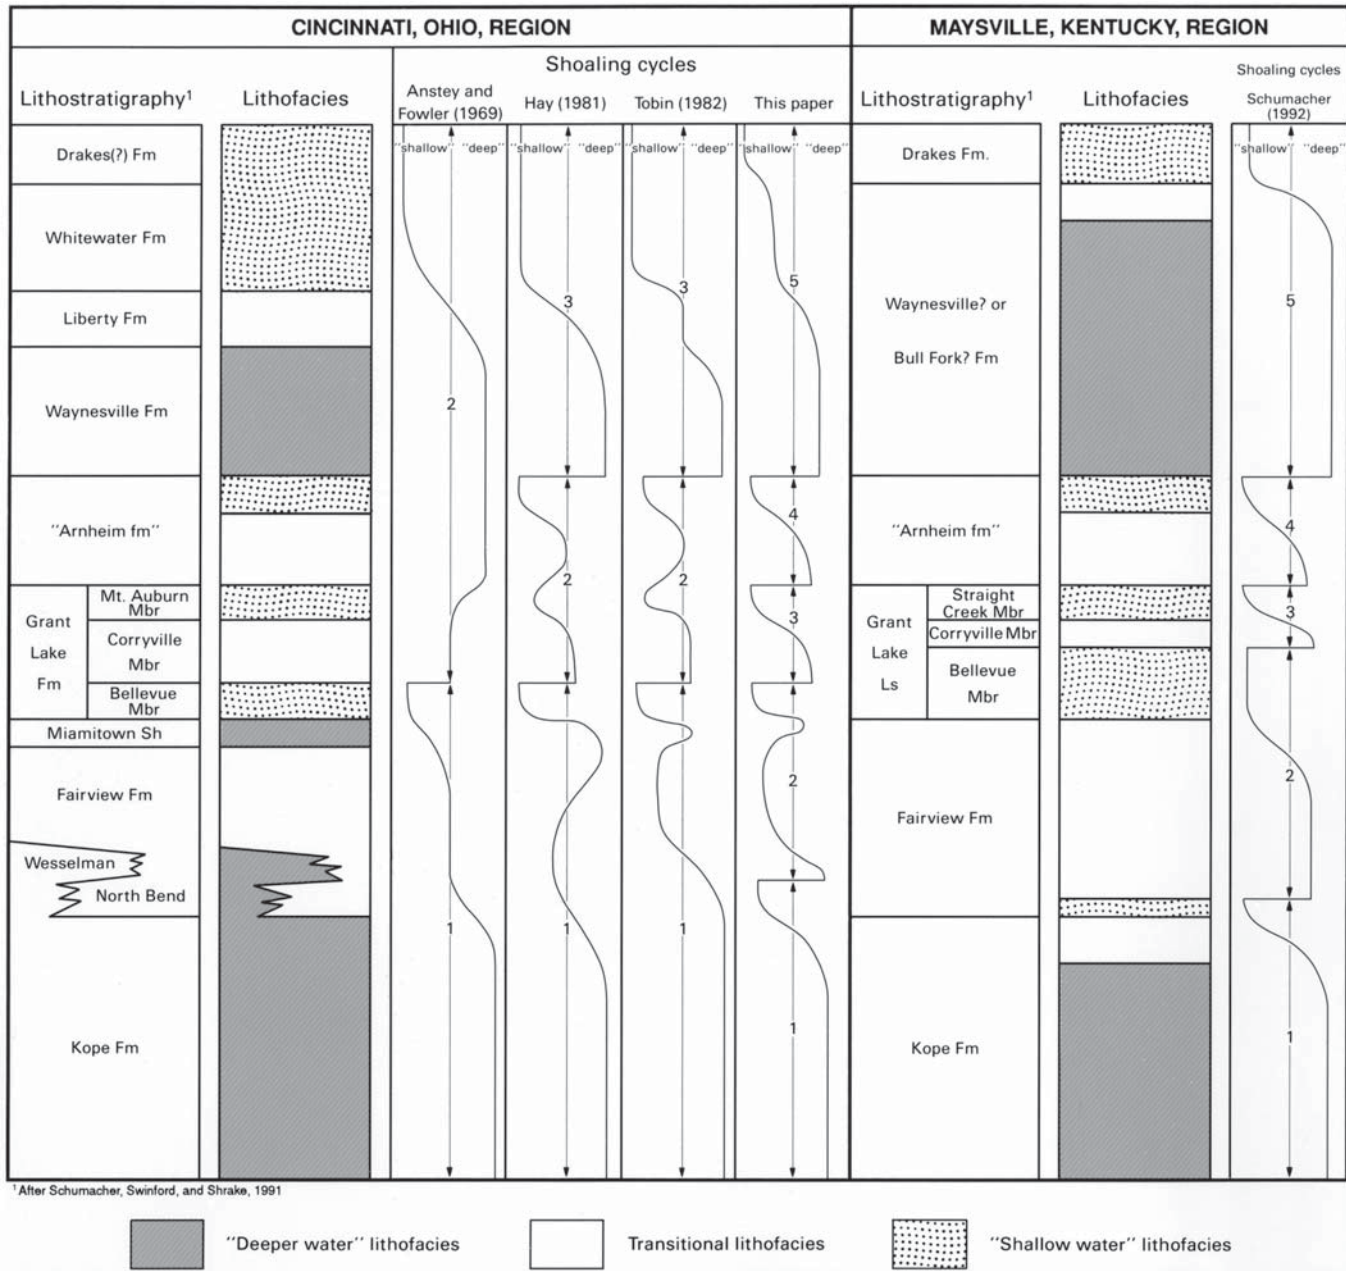 CINCINNATI, OHIO, REGION
MAYSVILLE, KENTUCKY, REGION
Lithostratigraphy¹
Lithofacies
Shoaling cycles
Anstey and
Fowler (1969)
Hay (1981)
Tobin (1982)
This paper
Lithostratigraphy¹
Lithofacies
Shoaling cycles
Schumacher
(1992)
"shallow" "deep"
"shallow" "deep"
"shallow" "deep"
"shallow" "deep"
"shallow" "deep"
Drakes(?) Fm
Whitewater Fm
Liberty Fm
Waynesville Fm
"Arnheim fm"
Grant
Lake
Fm
Mt. Auburn
Mbr
Corryville
Mbr
Bellevue
Mbr
Miamitown Sh
Fairview Fm
Wesselman
North Bend
Kope Fm
2
1
3
2
1
3
2
1
5
4
3
2
1
Drakes Fm.
Waynesville? or
Bull Fork? Fm
"Arnheim fm"
Grant
Lake
Ls
Straight
Creek Mbr
Corryville Mbr
Bellevue
Mbr
Fairview Fm
Kope Fm
5
4
3
2
1
¹After Schumacher, Swinford, and Shrake, 1991
"Deeper water" lithofacies
Transitional lithofacies
"Shallow water" lithofacies